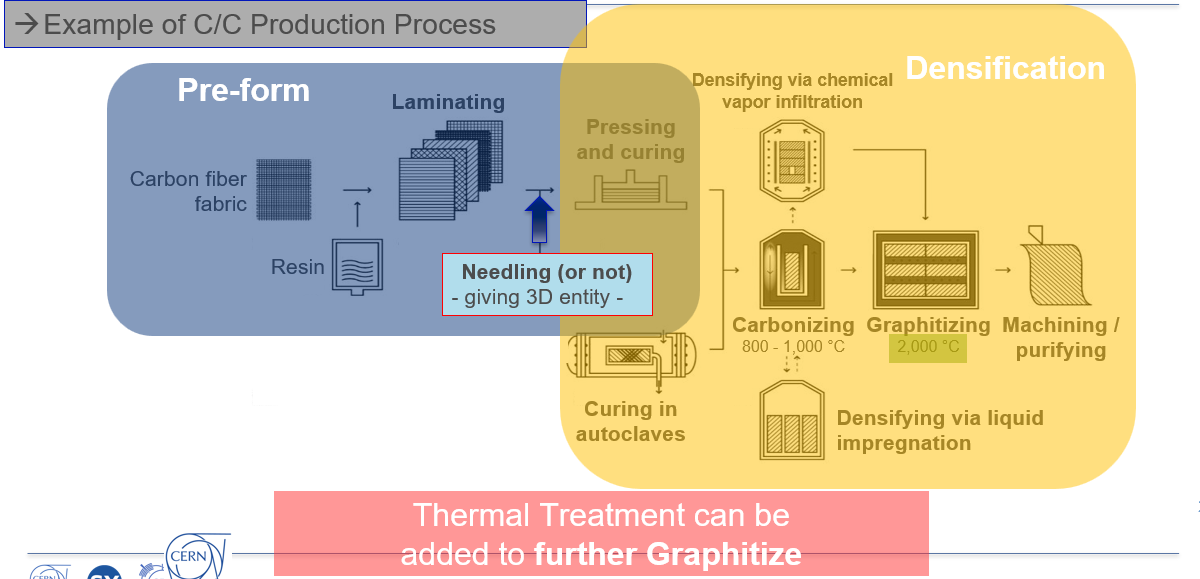 →Example of C/C Production Process
Pre-form
Densification
Laminating
Densifying via chemical
vapor infiltration
Pressing
and curing
Carbon fiber
fabric
Resin
Needling (or not)
- giving 3D entity -
Carbonizing
800 - 1,000 °C
Graphitizing
2,000 °C
Machining /
purifying
Curing in
autoclaves
Densifying via liquid
impregnation
Thermal Treatment can be
added to further Graphitize
CERN
CERN